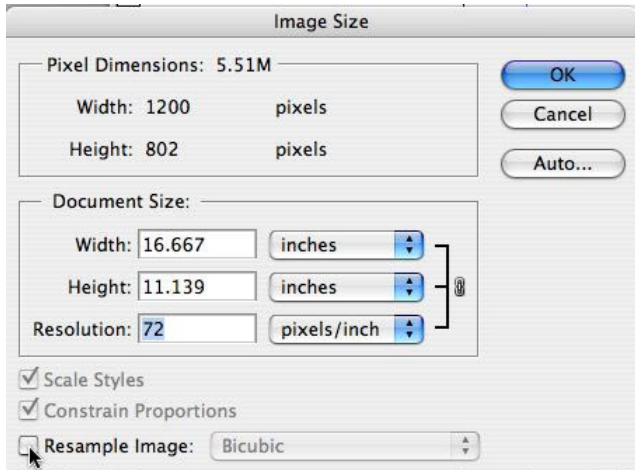 Image Size
Pixel Dimensions: 5.51M
Width: 1200 pixels
Height: 802 pixels
OK
Cancel
Auto...
Document Size:
Width: 16.667 inches
Height: 11.139 inches
Resolution: 72 pixels/inch
Scale Styles
Constrain Proportions
Resample Image: Bicubic